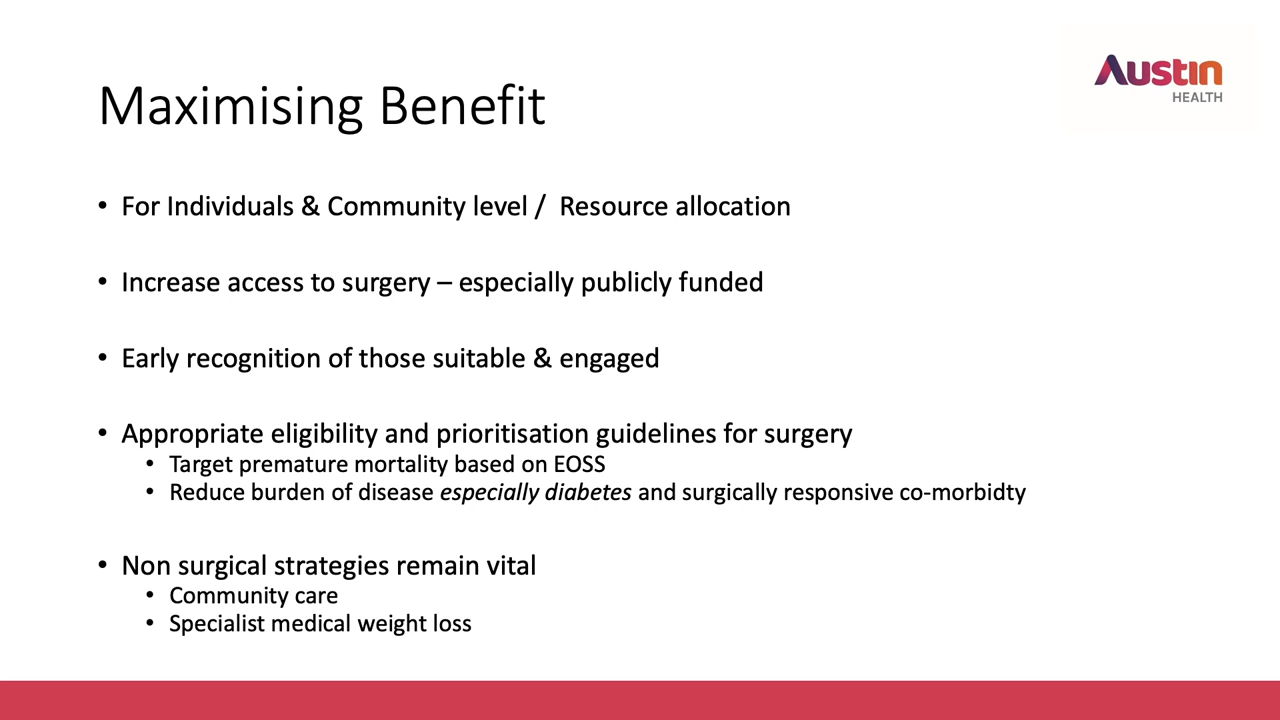 Austin
HEALTH
Maximising Benefit
• For Individuals & Community level / Resource allocation
• Increase access to surgery – especially publicly funded
• Early recognition of those suitable & engaged
• Appropriate eligibility and prioritisation guidelines for surgery
• Target premature mortality based on EOSS
• Reduce burden of disease especially diabetes and surgically responsive co-morbidty
• Non surgical strategies remain vital
• Community care
• Specialist medical weight loss